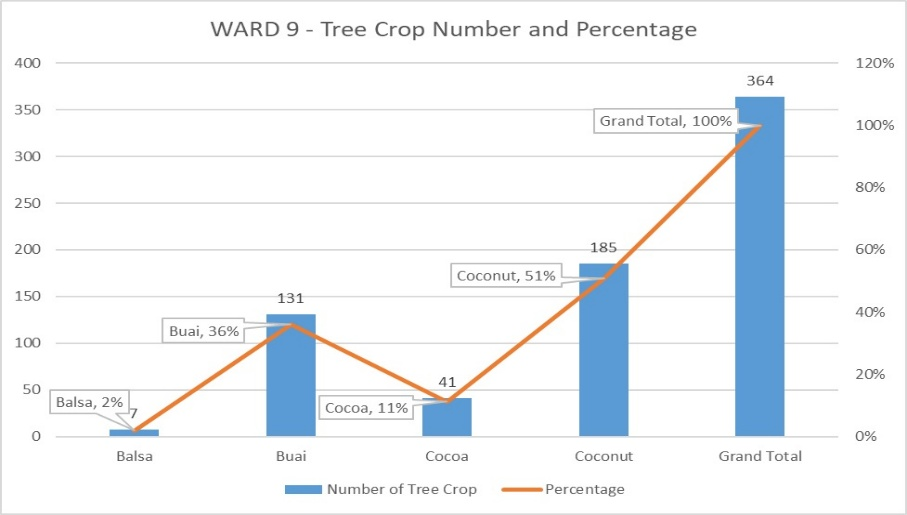 WARD 9 - Tree Crop Number and Percentage
400
350
300
250
200
150
100
50
0
120%
100%
80%
60%
40%
20%
0%
Balsa, 2%
7
Buai, 36%
131
Cocoa, 11%
41
Coconut, 51%
185
Grand Total, 100%
364
Balsa
Buai
Cocoa
Coconut
Grand Total
Number of Tree Crop
Percentage